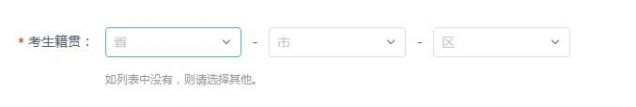 * 考生籍贯： 省 - 市 - 区
如列表中没有，则请选择其他。